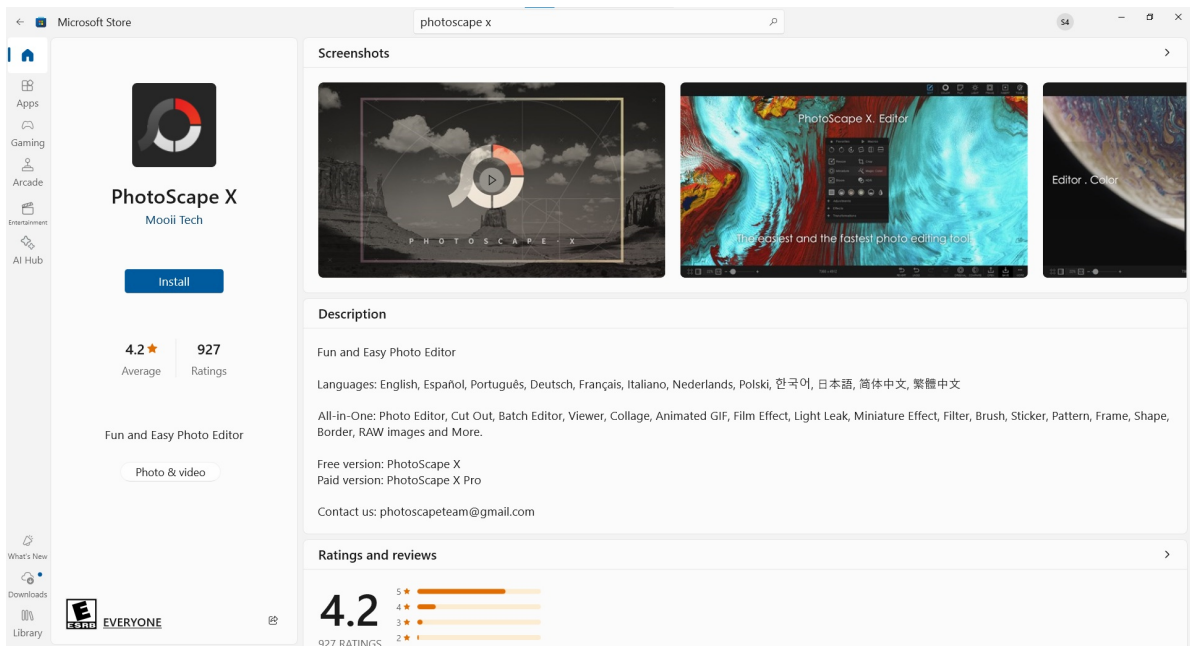 Microsoft Store
photoscape x
S4
Apps
Gaming
Arcade
Entertainment
AI Hub
What's New
Downloads
Library
PhotoScape X
Mooii Tech
Install
4.2
Average
927
Ratings
Fun and Easy Photo Editor
Photo & video
E
ESRB
EVERYONE
Screenshots
PHOTOSCAPE-X
PhotoScape X. Editor
The easiest and the fastest photo editing tool
Editor . Color
Description
Fun and Easy Photo Editor
Languages: English, Español, Português, Deutsch, Français, Italiano, Nederlands, Polski, 한국어, 日本語, 简体中文, 繁體中文
All-in-One: Photo Editor, Cut Out, Batch Editor, Viewer, Collage, Animated GIF, Film Effect, Light Leak, Miniature Effect, Filter, Brush, Sticker, Pattern, Frame, Shape,
Border, RAW images and More.
Free version: PhotoScape X
Paid version: PhotoScape X Pro
Contact us: photoscapeteam@gmail.com
Ratings and reviews
4.2
927 RATINGS
5
4
3
2